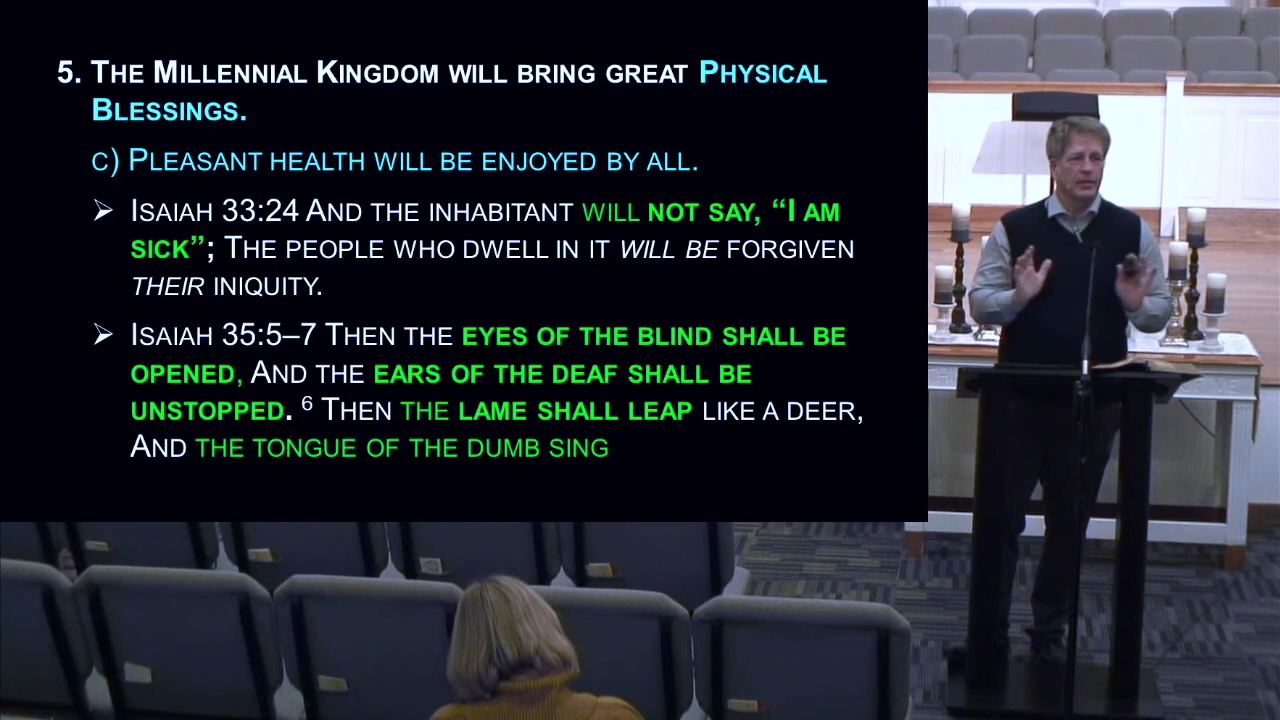 5. The Millennial Kingdom will bring great Physical
Blessings.
c) Pleasant health will be enjoyed by all.
➢ Isaiah 33:24 And the inhabitant will not say, “I am
sick”; The people who dwell in it will be forgiven
their iniquity.
➢ Isaiah 35:5–7 Then the eyes of the blind shall be
opened, And the ears of the deaf shall be
unstopped. 6 Then the lame shall leap like a deer,
And the tongue of the dumb sing